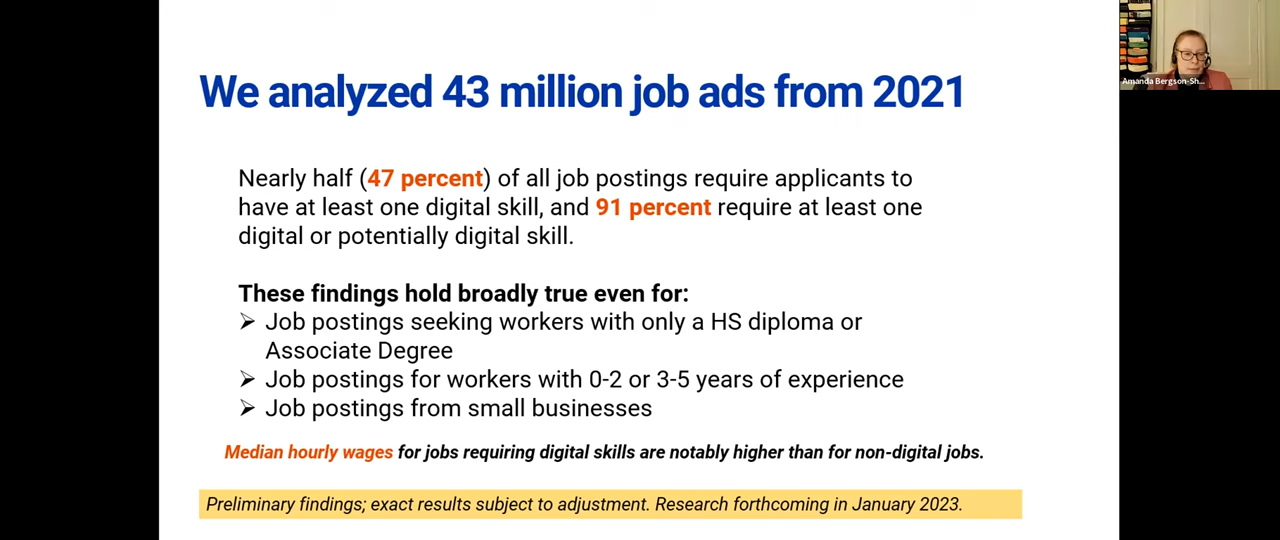 We analyzed 43 million job ads from 2021
Amanda Bergson-Sh...
Nearly half (47 percent) of all job postings require applicants to
have at least one digital skill, and 91 percent require at least one
digital or potentially digital skill.
These findings hold broadly true even for:
➢ Job postings seeking workers with only a HS diploma or
Associate Degree
➢ Job postings for workers with 0-2 or 3-5 years of experience
➢ Job postings from small businesses
Median hourly wages for jobs requiring digital skills are notably higher than for non-digital jobs.
Preliminary findings; exact results subject to adjustment. Research forthcoming in January 2023.